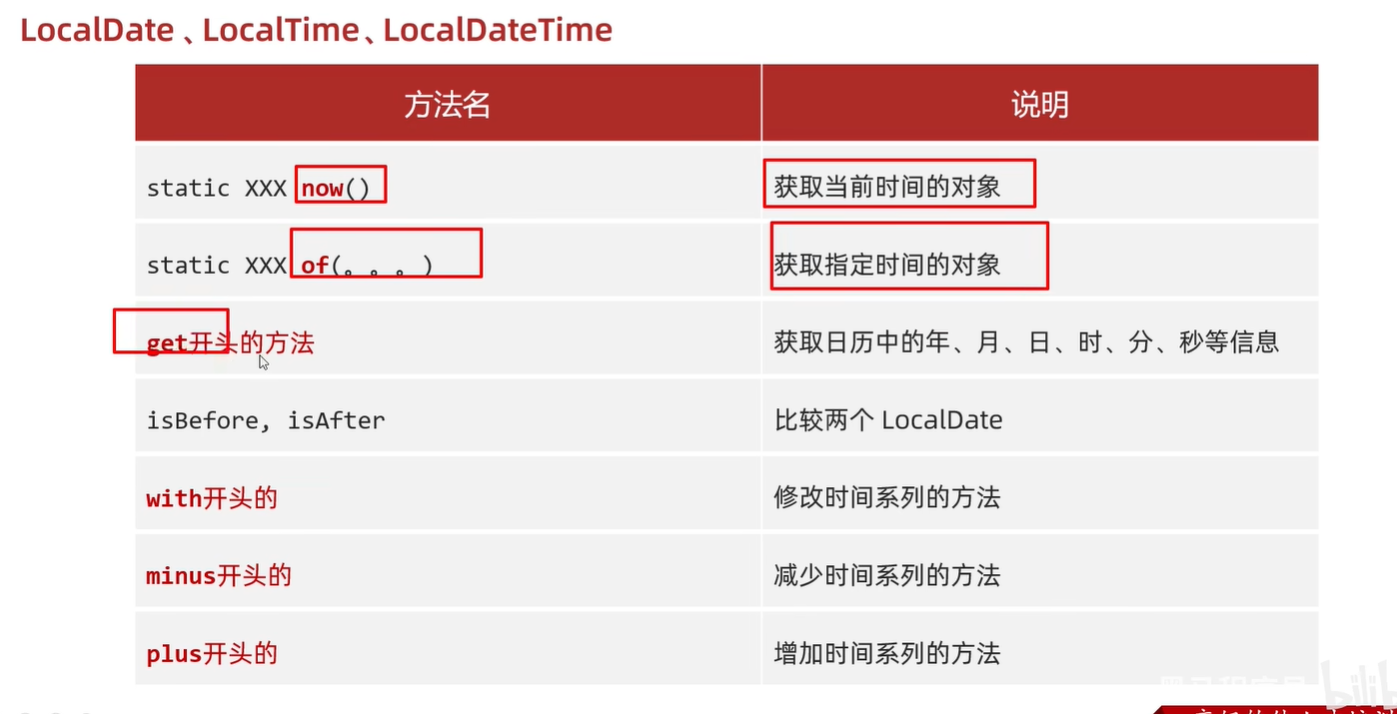 LocalDate 、LocalTime、LocalDateTime
方法名 说明
static XXX now() 获取当前时间的对象
static XXX of(。。。) 获取指定时间的对象
get开头的方法 获取日历中的年、月、日、时、分、秒等信息
isBefore, isAfter 比较两个 LocalDate
with开头的 修改时间系列的方法
minus开头的 减少时间系列的方法
plus开头的 增加时间系列的方法